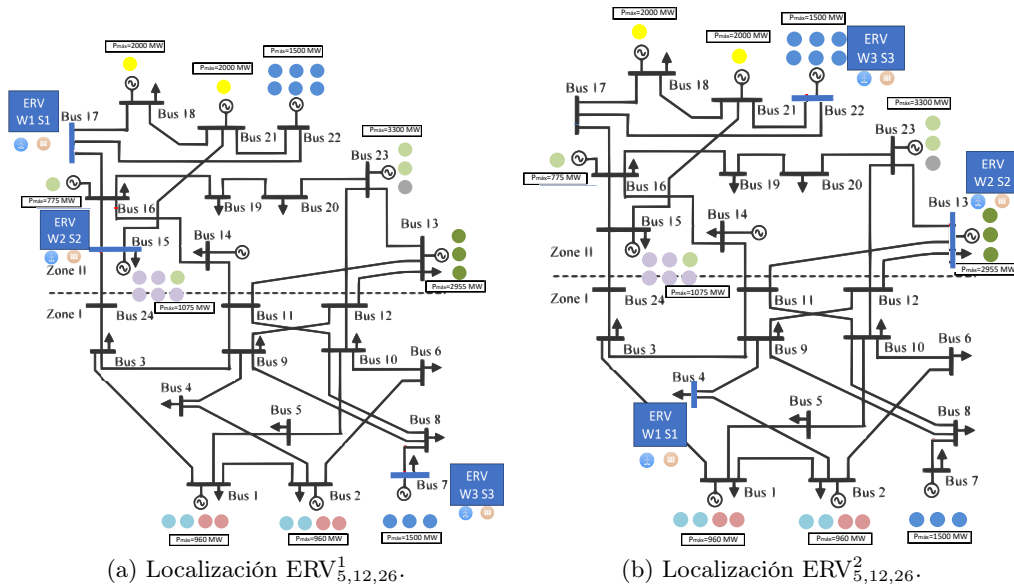 Pmáx=2000 MW
Pmáx=1500 MW
Pmáx=2000 MW
ERV
W1 S1
Bus 17
Bus 18
Bus 21
Bus 22
Pmáx=3300 MW
Bus 23
Pmáx=775 MW
Bus 16
Bus 19
Bus 20
ERV
W2 S2
Bus 15
Bus 14
Bus 13
Zone II
Pmáx=1075 MW
Pmáx=2955 MW
Zone I
Bus 24
Bus 11
Bus 12
Bus 3
Bus 9
Bus 10
Bus 6
Bus 4
Bus 5
Bus 8
Bus 1
Bus 2
Bus 7
ERV
W3 S3
Pmáx=960 MW
Pmáx=960 MW
Pmáx=1500 MW
(a) Localización ERV¹₅,₁₂,₂₆.
Pmáx=2000 MW
Pmáx=1500 MW
Pmáx=2000 MW
ERV
W3 S3
Bus 17
Bus 18
Bus 21
Bus 22
Pmáx=3300 MW
Bus 23
Pmáx=775 MW
Bus 16
Bus 19
Bus 20
ERV
W2 S2
Bus 15
Bus 14
Bus 13
Zone II
Pmáx=1075 MW
Pmáx=2955 MW
Zone I
Bus 24
Bus 11
Bus 12
Bus 3
Bus 9
Bus 10
Bus 6
Bus 4
ERV
W1 S1
Bus 5
Bus 8
Bus 1
Bus 2
Bus 7
Pmáx=960 MW
Pmáx=960 MW
Pmáx=1500 MW
(b) Localización ERV²₅,₁₂,₂₆.